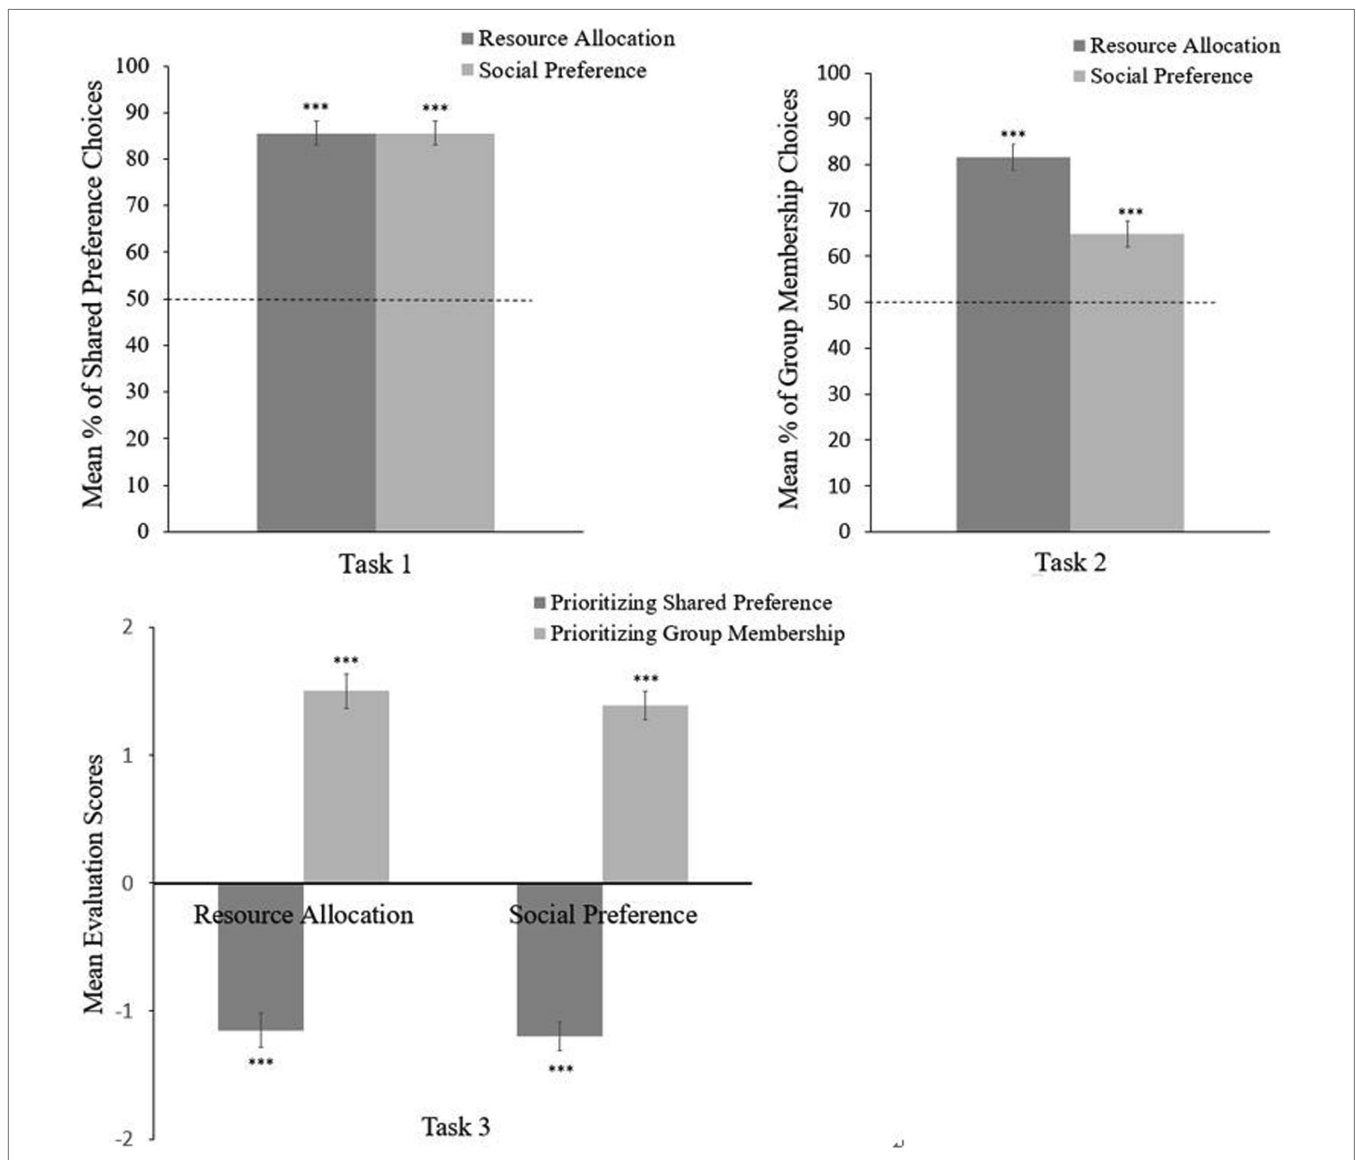 Resource Allocation
Social Preference
Mean % of Shared Preference Choices
100
90
80
70
60
50
40
30
20
10
0
***
***
Task 1
Resource Allocation
Social Preference
Mean % of Group Membership Choices
100
90
80
70
60
50
40
30
20
10
0
***
***
Task 2
Prioritizing Shared Preference
Prioritizing Group Membership
Mean Evaluation Scores
2
1
0
-1
-2
***
***
Resource Allocation
Social Preference
***
***
Task 3